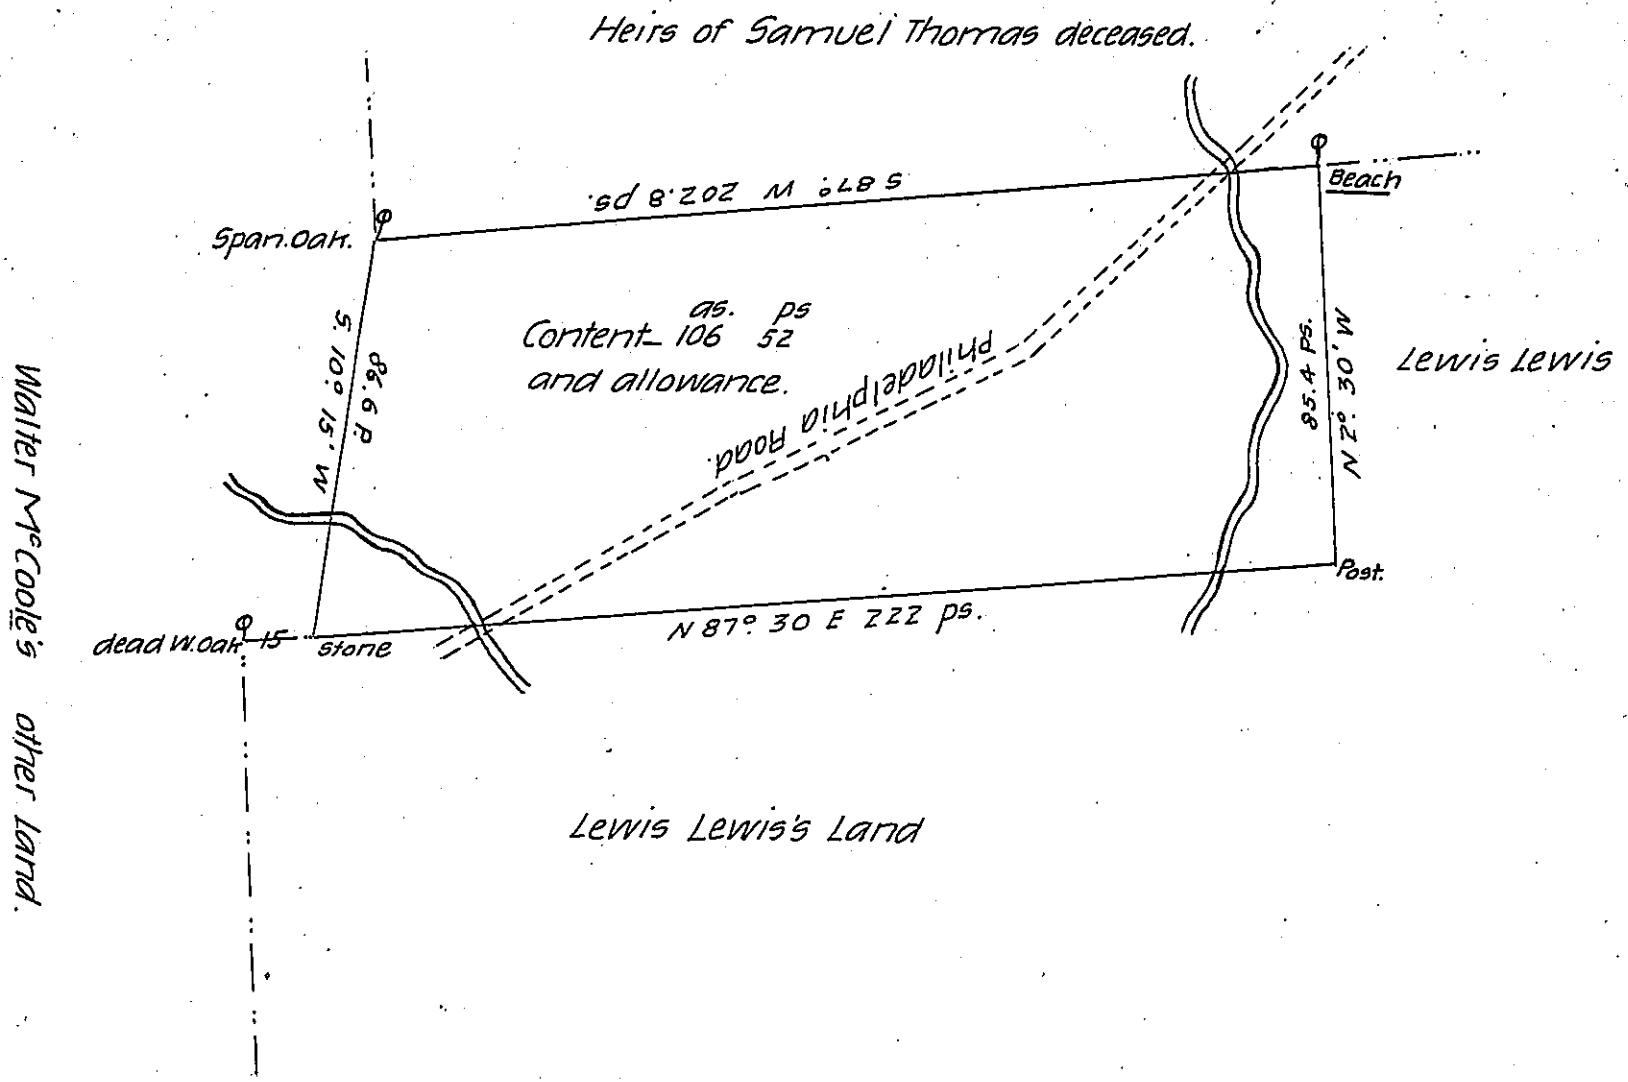 Heirs of Samuel Thomas deceased.
Beach
S 87° W 202.8 ps.
Span.Oak.
as. ps
Content_ 106 52
and allowance.
S. 10° 15' W
86.6 P.
Philadelphia Road.
85.4 Ps.
N 2° 30' W
Lewis Lewis
Walter McCoole's other Land.
Post.
N 87° 30 E 222 ps.
dead W.oak 15 stone
Lewis Lewis's Land